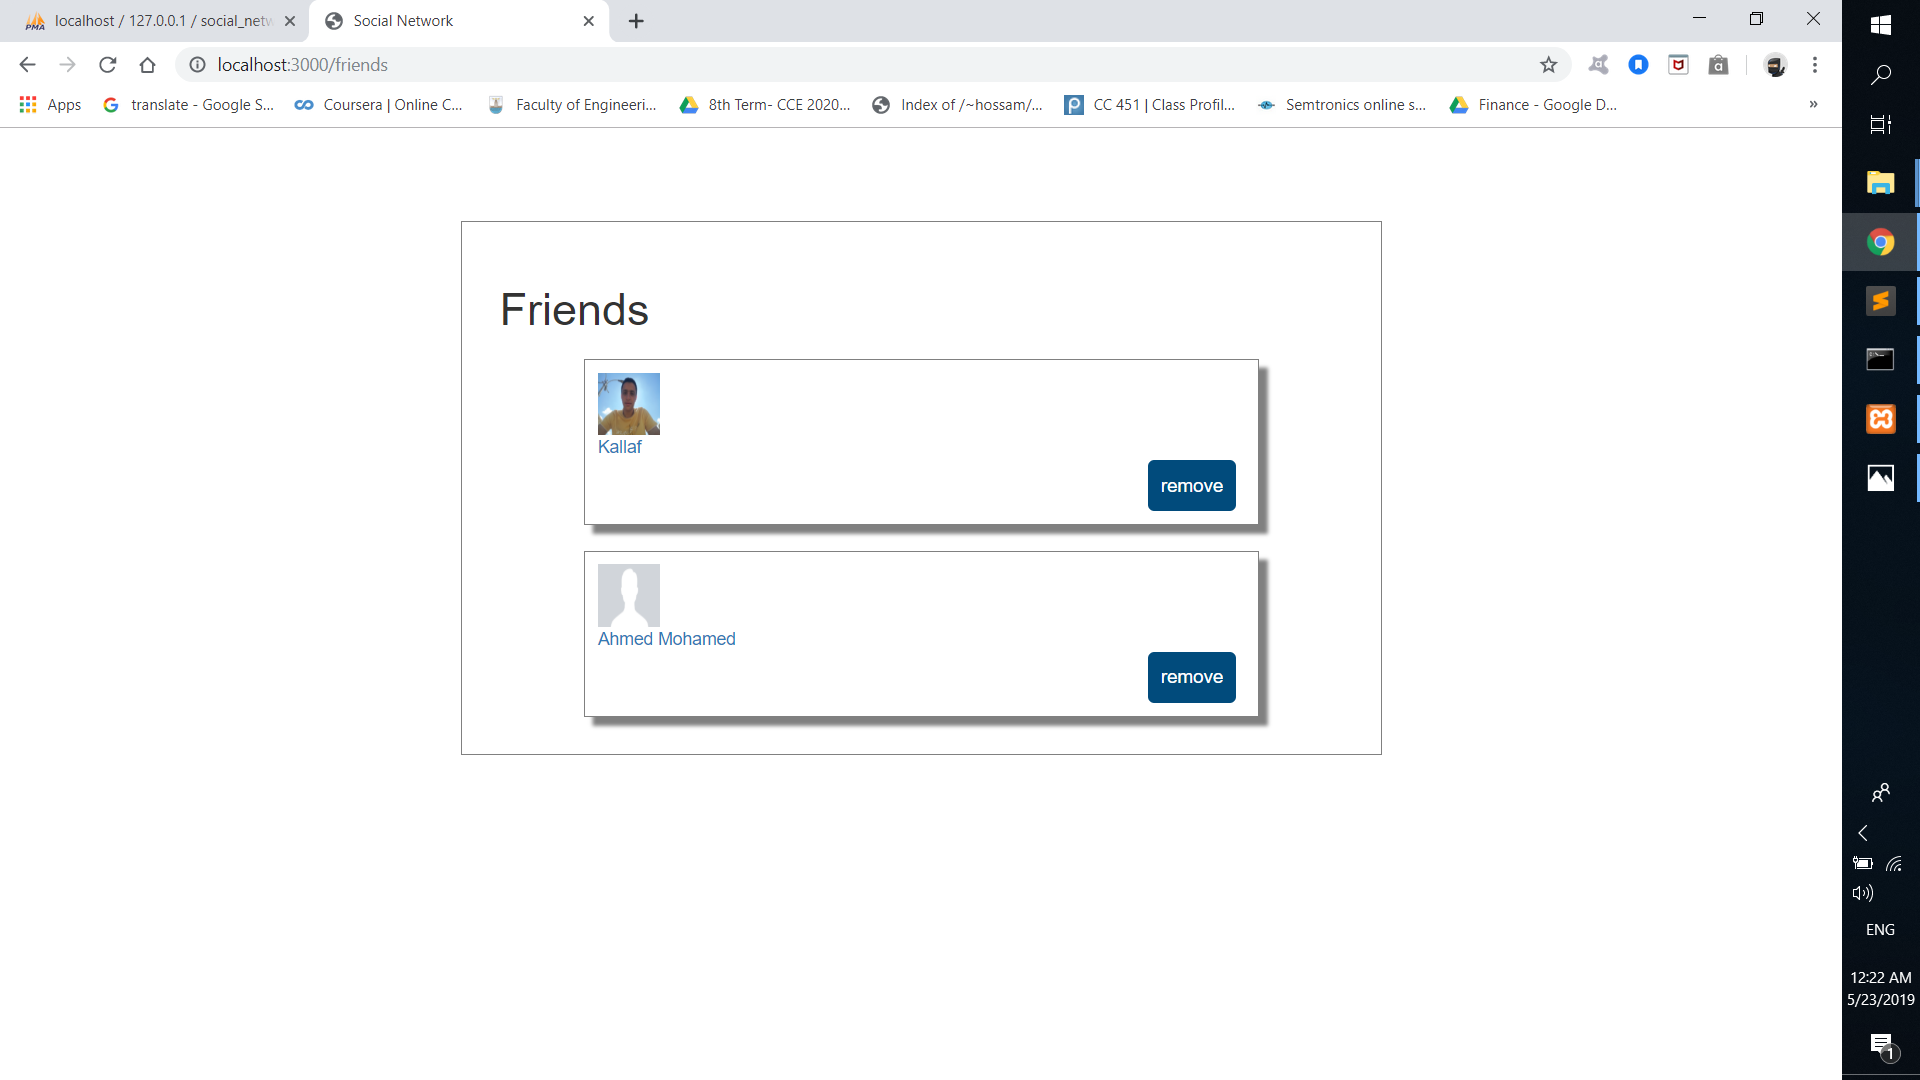 localhost / 127.0.0.1 / social_netw
Social Network
localhost:3000/friends
Apps
translate - Google S...
Coursera | Online C...
Faculty of Engineeri...
8th Term- CCE 2020...
Index of /~hossam/...
CC 451 | Class Profil...
Semtronics online s...
Finance - Google D...
»
Friends
Kallaf
remove
Ahmed Mohamed
remove
ENG
12:22 AM
5/23/2019
1